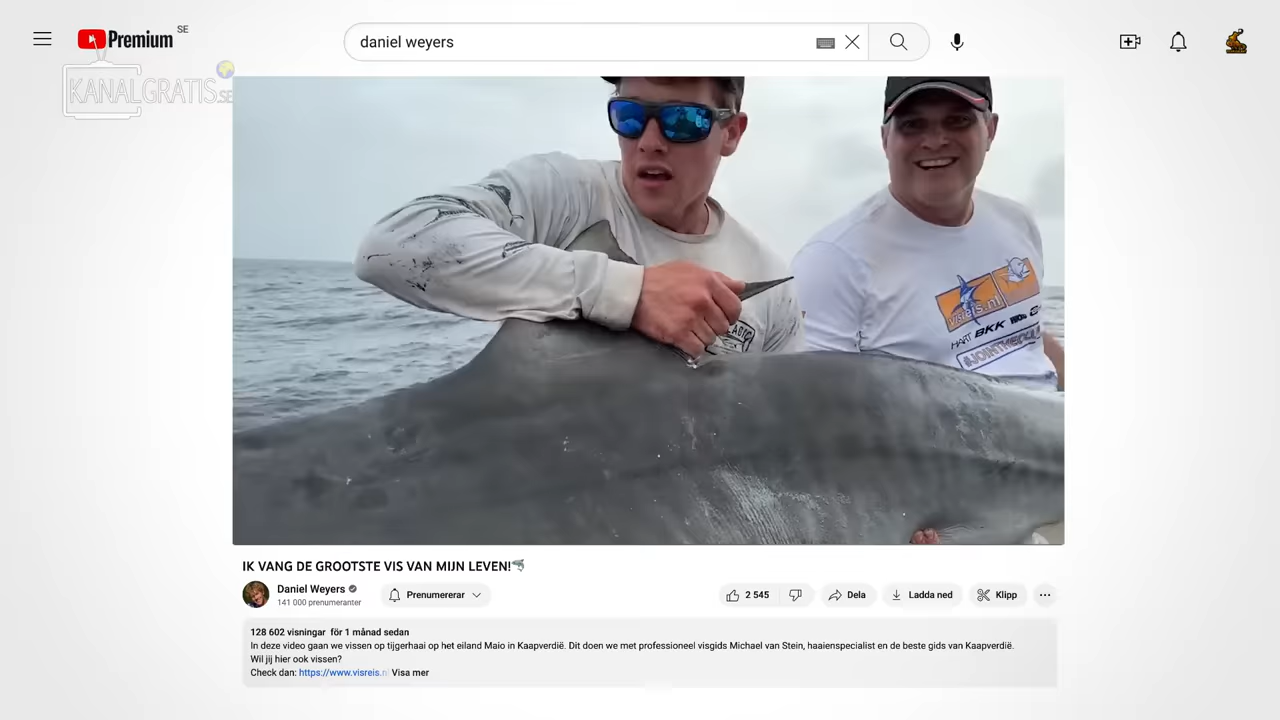 Premium SE
daniel weyers
KANALGRATIS.SE
Visreis.nl
HART BKK
IK VANG DE GROOTSTE VIS VAN MIJN LEVEN!
Daniel Weyers
141 000 prenumeranter
Prenumererar
2 545
Dela
Ladda ned
Klipp
128 602 visningar för 1 månad sedan
In deze video gaan we vissen op tijgerhaai op het eiland Maio in Kaapverdië. Dit doen we met professioneel visgids Michael van Stein, haaienspecialist en de beste gids van Kaapverdië.
Wil jij hier ook vissen?
Check dan: https://www.visreis.n Visa mer